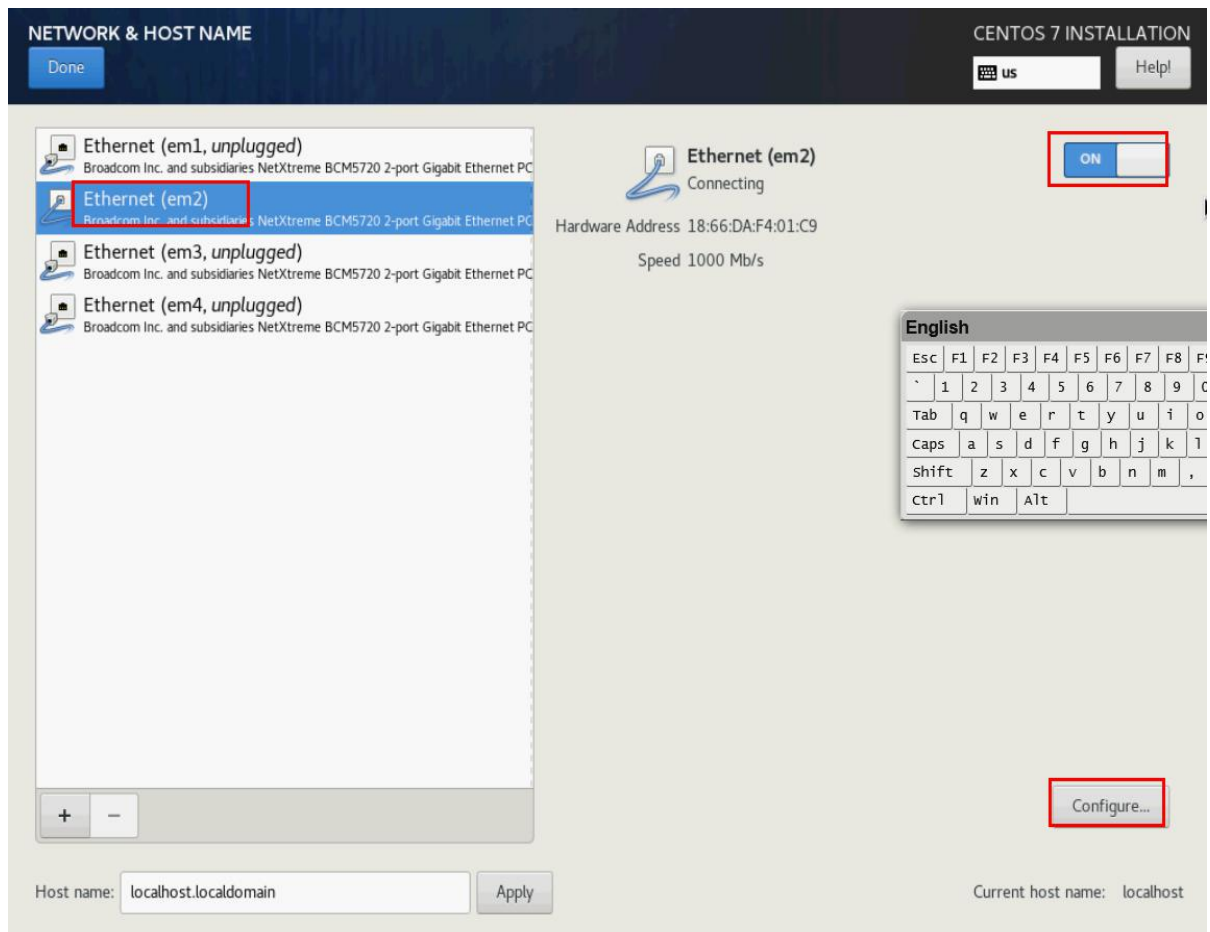 NETWORK & HOST NAME
CENTOS 7 INSTALLATION
Done
us
Help!
Ethernet (em1, unplugged)
Broadcom Inc. and subsidiaries NetXtreme BCM5720 2-port Gigabit Ethernet PC
Ethernet (em2)
Broadcom Inc. and subsidiaries NetXtreme BCM5720 2-port Gigabit Ethernet PC
Ethernet (em3, unplugged)
Broadcom Inc. and subsidiaries NetXtreme BCM5720 2-port Gigabit Ethernet PC
Ethernet (em4, unplugged)
Broadcom Inc. and subsidiaries NetXtreme BCM5720 2-port Gigabit Ethernet PC
+ −
Ethernet (em2)
Connecting
ON
Hardware Address 18:66:DA:F4:01:C9
Speed 1000 Mb/s
English
Esc F1 F2 F3 F4 F5 F6 F7 F8
` 1 2 3 4 5 6 7 8 9
Tab q w e r t y u i o
Caps a s d f g h j k l
Shift z x c v b n m ,
Ctrl Win Alt
Configure...
Host name: localhost.localdomain Apply
Current host name: localhost